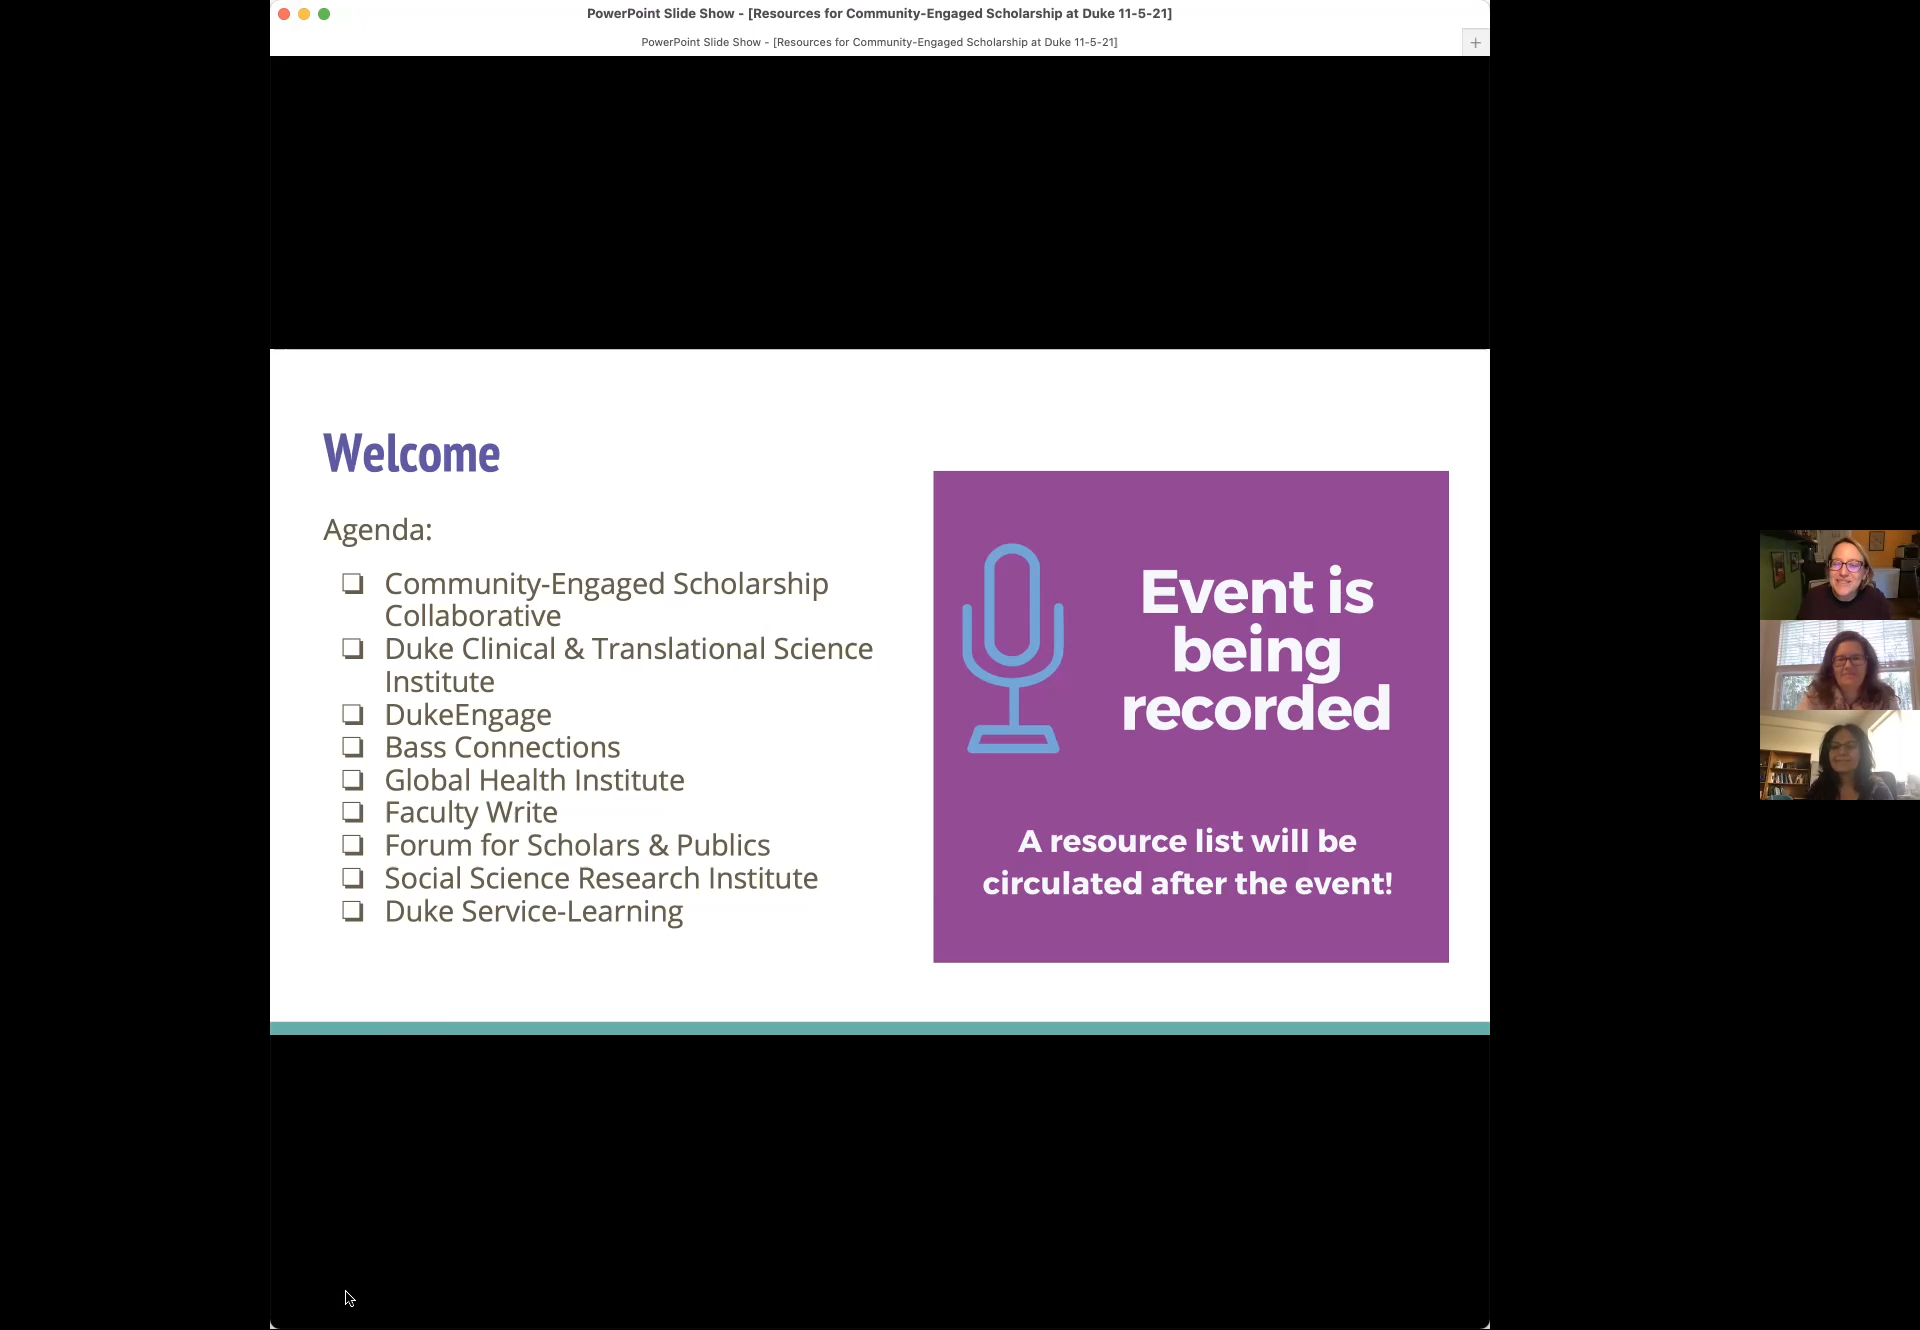 PowerPoint Slide Show - [Resources for Community-Engaged Scholarship at Duke 11-5-21]
PowerPoint Slide Show - [Resources for Community-Engaged Scholarship at Duke 11-5-21]
Welcome
Agenda:
❏ Community-Engaged Scholarship
Collaborative
❏ Duke Clinical & Translational Science
Institute
❏ DukeEngage
❏ Bass Connections
❏ Global Health Institute
❏ Faculty Write
❏ Forum for Scholars & Publics
❏ Social Science Research Institute
❏ Duke Service-Learning
Event is
being
recorded
A resource list will be
circulated after the event!